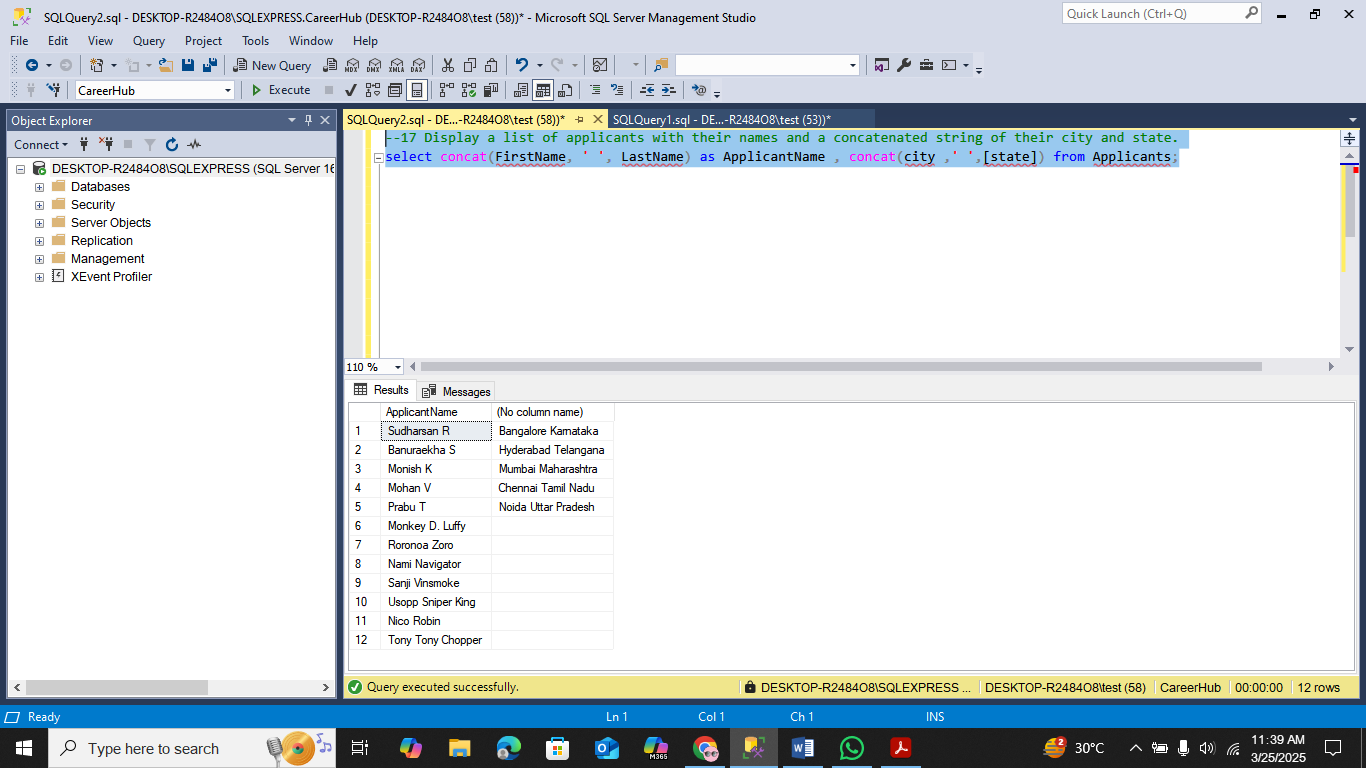 SQLQuery2.sql - DESKTOP-R2484O8\SQLEXPRESS.CareerHub (DESKTOP-R2484O8\test (58))* - Microsoft SQL Server Management Studio
Quick Launch (Ctrl+Q)
File Edit View Query Project Tools Window Help
New Query
MDX DMX XMLA DAX
CareerHub
Execute
Object Explorer
SQLQuery2.sql - DE...-R2484O8\test (58))*
SQLQuery1.sql - DE...-R2484O8\test (53))*
Connect
DESKTOP-R2484O8\SQLEXPRESS (SQL Server 16
Databases
Security
Server Objects
Replication
Management
XEvent Profiler
--17 Display a list of applicants with their names and a concatenated string of their city and state.
select concat(FirstName, ' ', LastName) as ApplicantName , concat(city ,' ',[state]) from Applicants;
110 %
Results Messages
ApplicantName (No column name)
1 Sudharsan R Bangalore Karnataka
2 Banuraekha S Hyderabad Telangana
3 Monish K Mumbai Maharashtra
4 Mohan V Chennai Tamil Nadu
5 Prabu T Noida Uttar Pradesh
6 Monkey D. Luffy
7 Roronoa Zoro
8 Nami Navigator
9 Sanji Vinsmoke
10 Usopp Sniper King
11 Nico Robin
12 Tony Tony Chopper
Query executed successfully.
DESKTOP-R2484O8\SQLEXPRESS ... DESKTOP-R2484O8\test (58) CareerHub 00:00:00 12 rows
Ready
Ln 1 Col 1 Ch 1 INS
Type here to search
M365
30°C
11:39 AM
3/25/2025